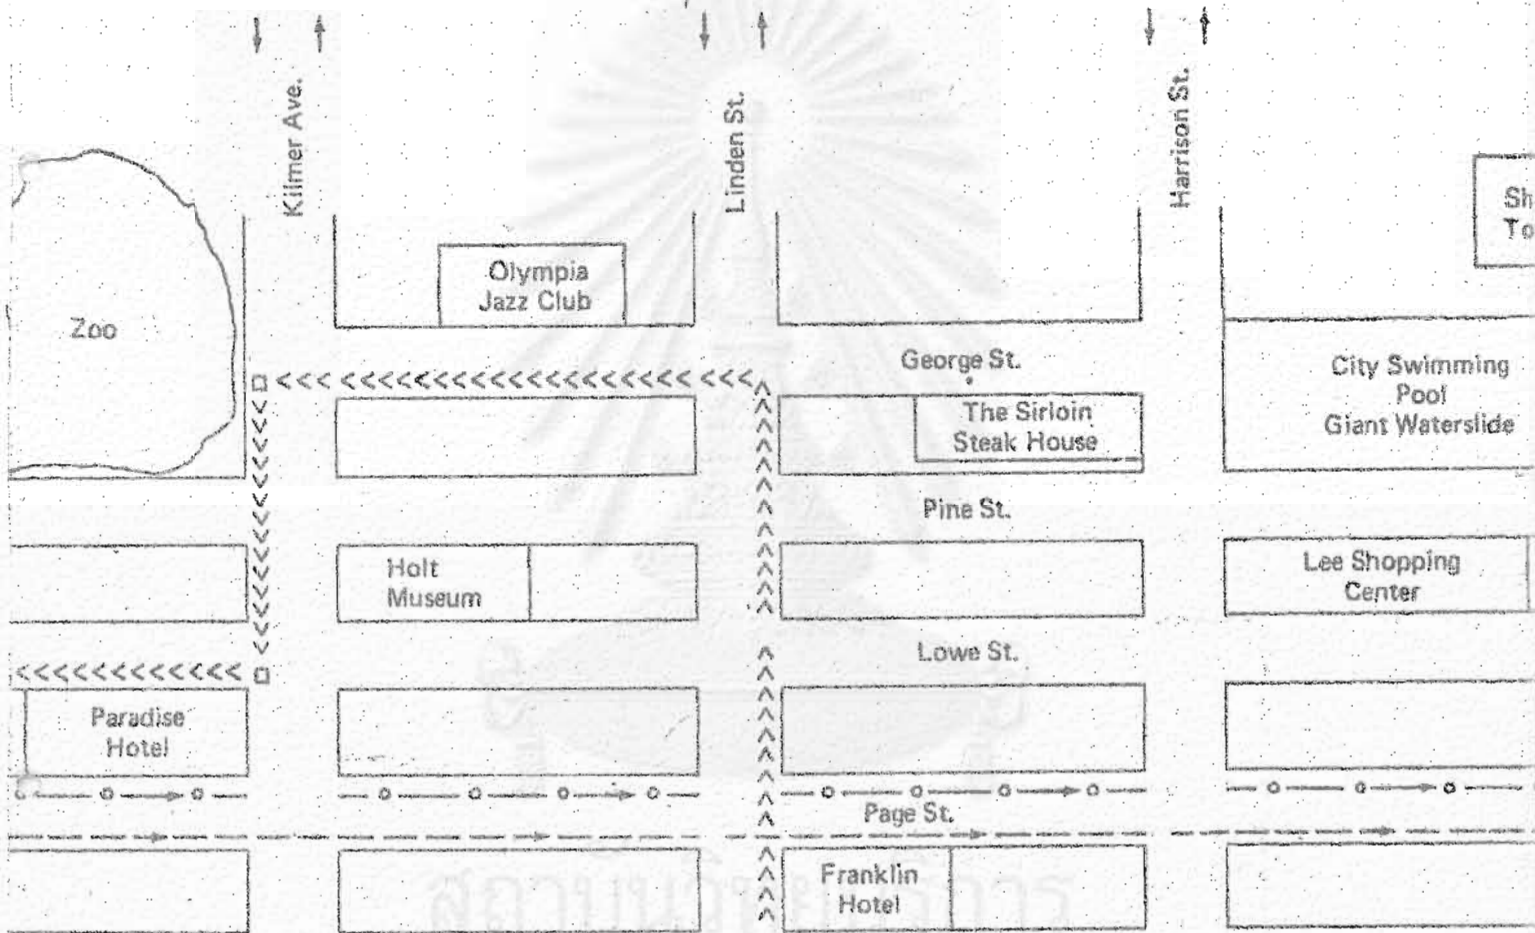 Kilmer Ave.
Linden St.
Harrison St.
Olympia
Jazz Club
Zoo
George St.
City Swimming
Pool
Giant Waterslide
The Sirloin
Steak House
Pine St.
Holt
Museum
Lee Shopping
Center
Lowe St.
Paradise
Hotel
Page St.
Franklin
Hotel